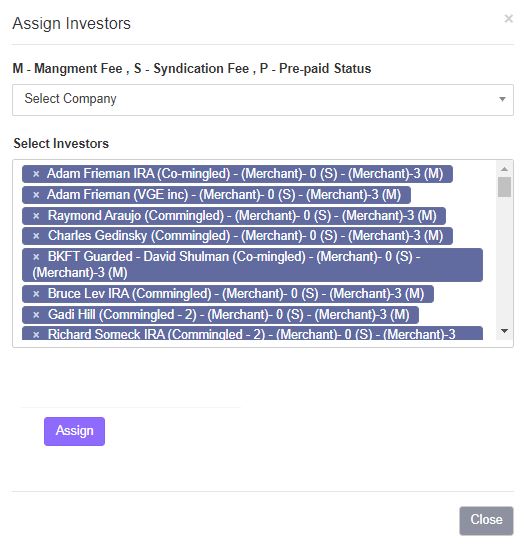 Assign Investors
×
M - Mangment Fee , S - Syndication Fee , P - Pre-paid Status
Select Company
Select Investors
× Adam Frieman IRA (Co-mingled) - (Merchant)- 0 (S) - (Merchant)-3 (M)
× Adam Frieman (VGE inc) - (Merchant)- 0 (S) - (Merchant)-3 (M)
× Raymond Araujo (Commingled) - (Merchant)- 0 (S) - (Merchant)-3 (M)
× Charles Gedinsky (Commingled) - (Merchant)- 0 (S) - (Merchant)-3 (M)
× BKFT Guarded - David Shulman (Co-mingled) - (Merchant)- 0 (S) -
(Merchant)-3 (M)
× Bruce Lev IRA (Commingled) - (Merchant)- 0 (S) - (Merchant)-3 (M)
× Gadi Hill (Commingled - 2) - (Merchant)- 0 (S) - (Merchant)-3 (M)
× Richard Someck IRA (Commingled - 2) - (Merchant)- 0 (S) - (Merchant)-3
Assign
Close